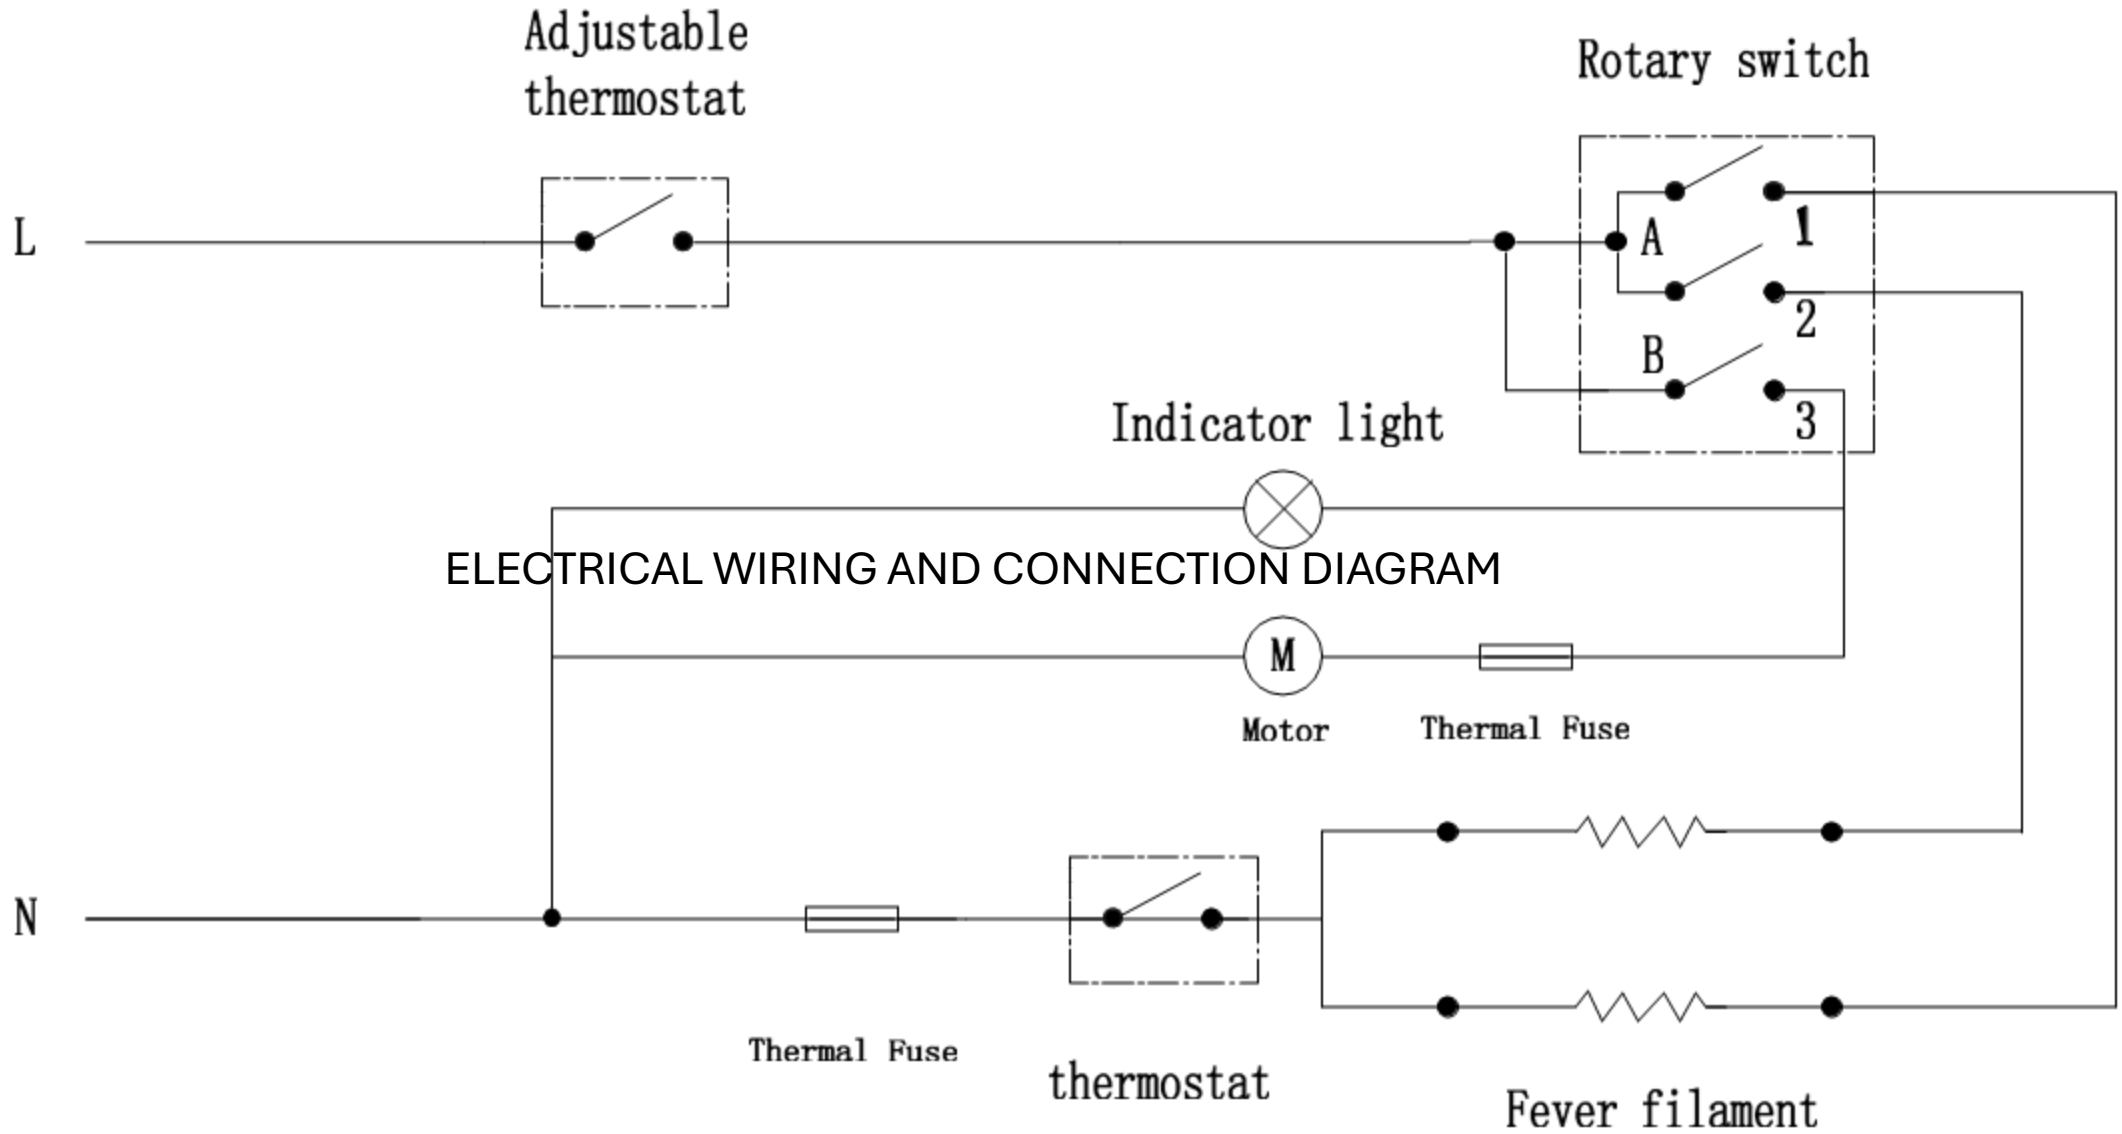 Adjustable
thermostat
Rotary switch
L
A
1
2
B
3
Indicator light
ELECTRICAL WIRING AND CONNECTION DIAGRAM
M
Motor
Thermal Fuse
N
Thermal Fuse
thermostat
Fever filament